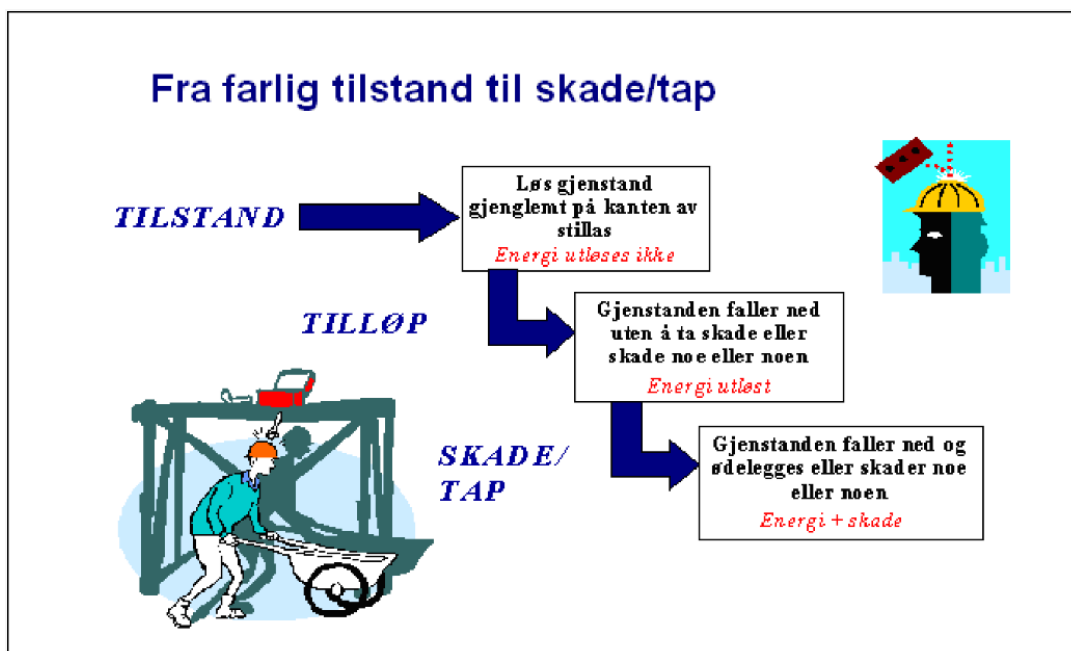 Fra farlig tilstand til skade/tap
TILSTAND
Løs gjenstand
gjenglemt på kanten av
stillas
Energi utløses ikke
TILLØP
Gjenstanden faller ned
uten å ta skade eller
skade noe eller noen
Energi utløst
SKADE/
TAP
Gjenstanden faller ned og
ødelegges eller skader noe
eller noen
Energi + skade